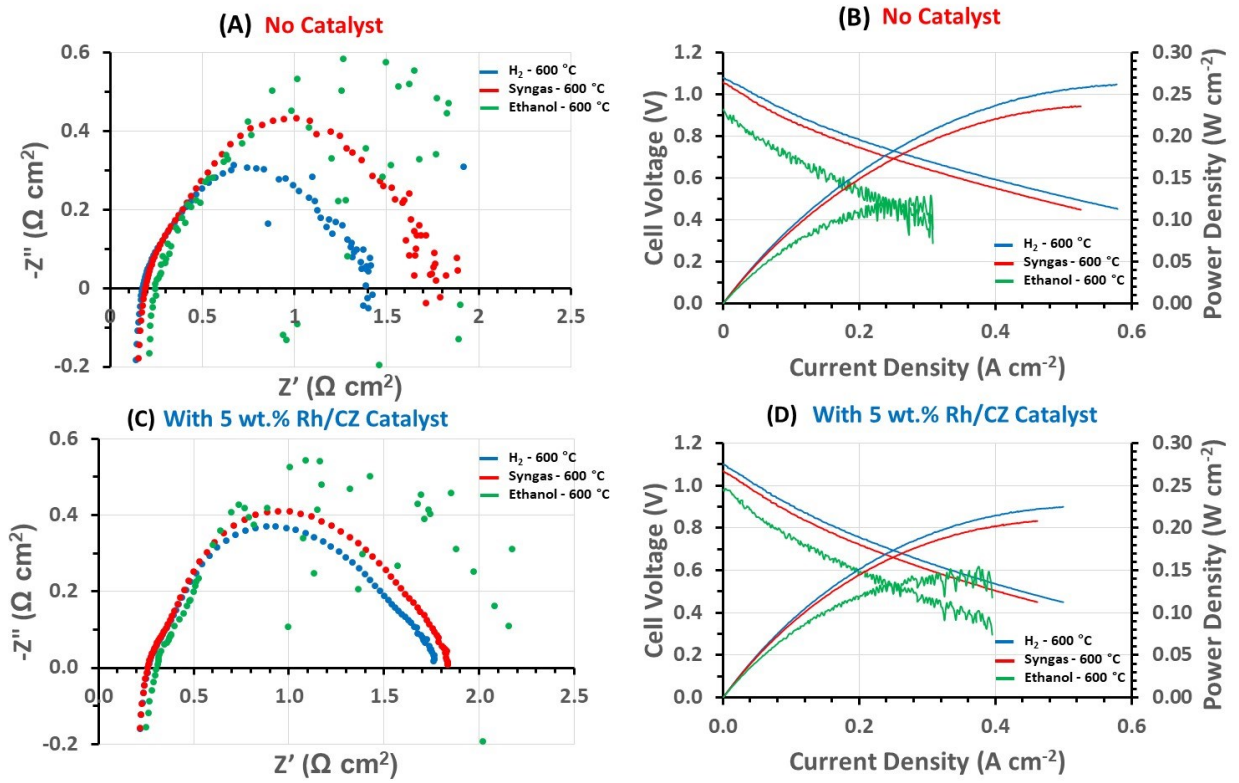 (A) No Catalyst
0.6
0.4
0.2
0
-0.2
-Z" (Ω cm²)
0
0.5
1
1.5
2
2.5
Z' (Ω cm²)
H₂ - 600 °C
Syngas - 600 °C
Ethanol - 600 °C
(B) No Catalyst
1.2
1.0
0.8
0.6
0.4
0.2
0.0
Cell Voltage (V)
0.30
0.25
0.20
0.15
0.10
0.05
0.00
Power Density (W cm⁻²)
H₂ - 600 °C
Syngas - 600 °C
Ethanol - 600 °C
0
0.2
0.4
0.6
Current Density (A cm⁻²)
(C) With 5 wt.% Rh/CZ Catalyst
0.6
0.4
0.2
0.0
-0.2
-Z" (Ω cm²)
H₂ - 600 °C
Syngas - 600 °C
Ethanol - 600 °C
0.0
0.5
1.0
1.5
2.0
2.5
Z' (Ω cm²)
(D) With 5 wt.% Rh/CZ Catalyst
1.2
1.0
0.8
0.6
0.4
0.2
0.0
Cell Voltage (V)
0.30
0.25
0.20
0.15
0.10
0.05
0.00
Power Density (W cm⁻²)
H₂ - 600 °C
Syngas - 600 °C
Ethanol - 600 °C
0.0
0.2
0.4
0.6
Current Density (A cm⁻²)